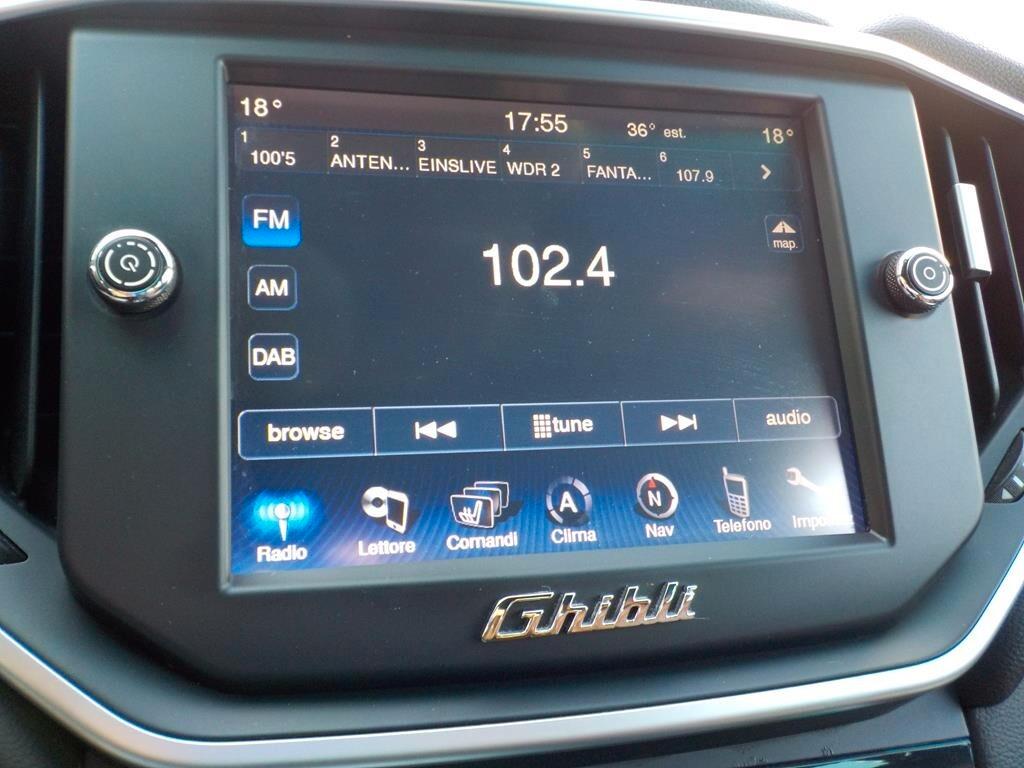 18° 17:55 36° est. 18°
1 2 3 4 5 6
100'5 ANTEN... EINSLIVE WDR 2 FANTA... 107.9 >
FM
map.
102.4
AM
DAB
browse tune audio
A N
Radio Lettore Comandi Clima Nav Telefono
Ghibli